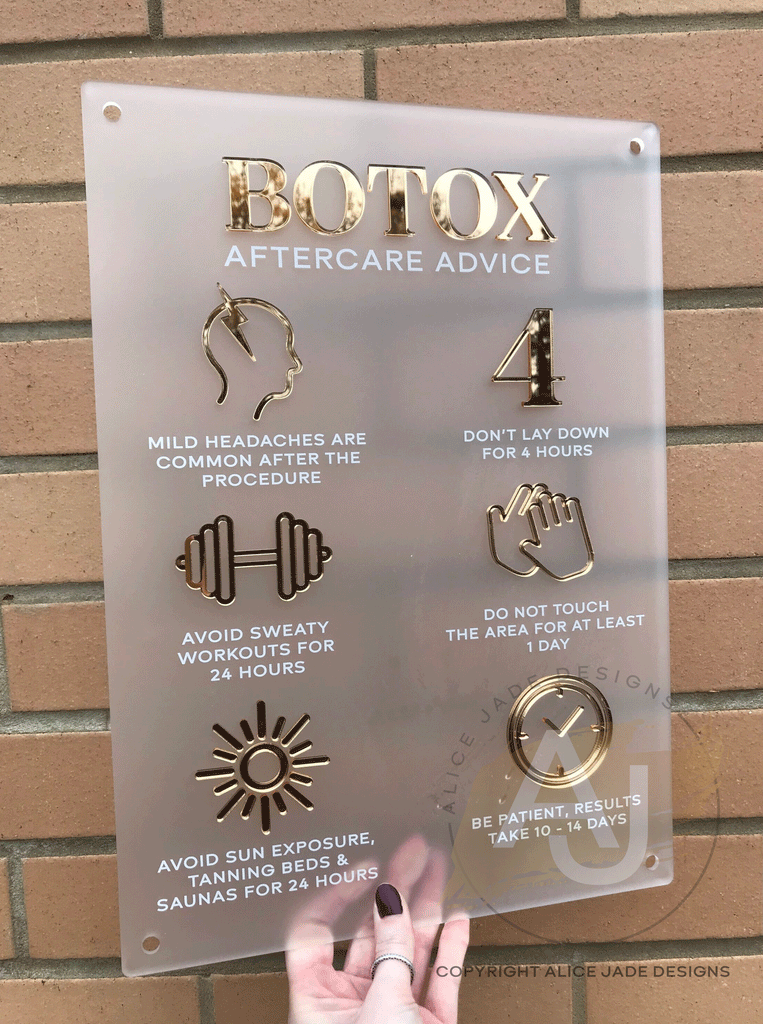 BOTOX
AFTERCARE ADVICE
MILD HEADACHES ARE
COMMON AFTER THE
PROCEDURE
4
DON'T LAY DOWN
FOR 4 HOURS
AVOID SWEATY
WORKOUTS FOR
24 HOURS
DO NOT TOUCH
THE AREA FOR AT LEAST
1 DAY
AVOID SUN EXPOSURE,
TANNING BEDS &
SAUNAS FOR 24 HOURS
BE PATIENT, RESULTS
TAKE 10 - 14 DAYS
ALICE JADE DESIGNS
AJ
COPYRIGHT ALICE JADE DESIGNS